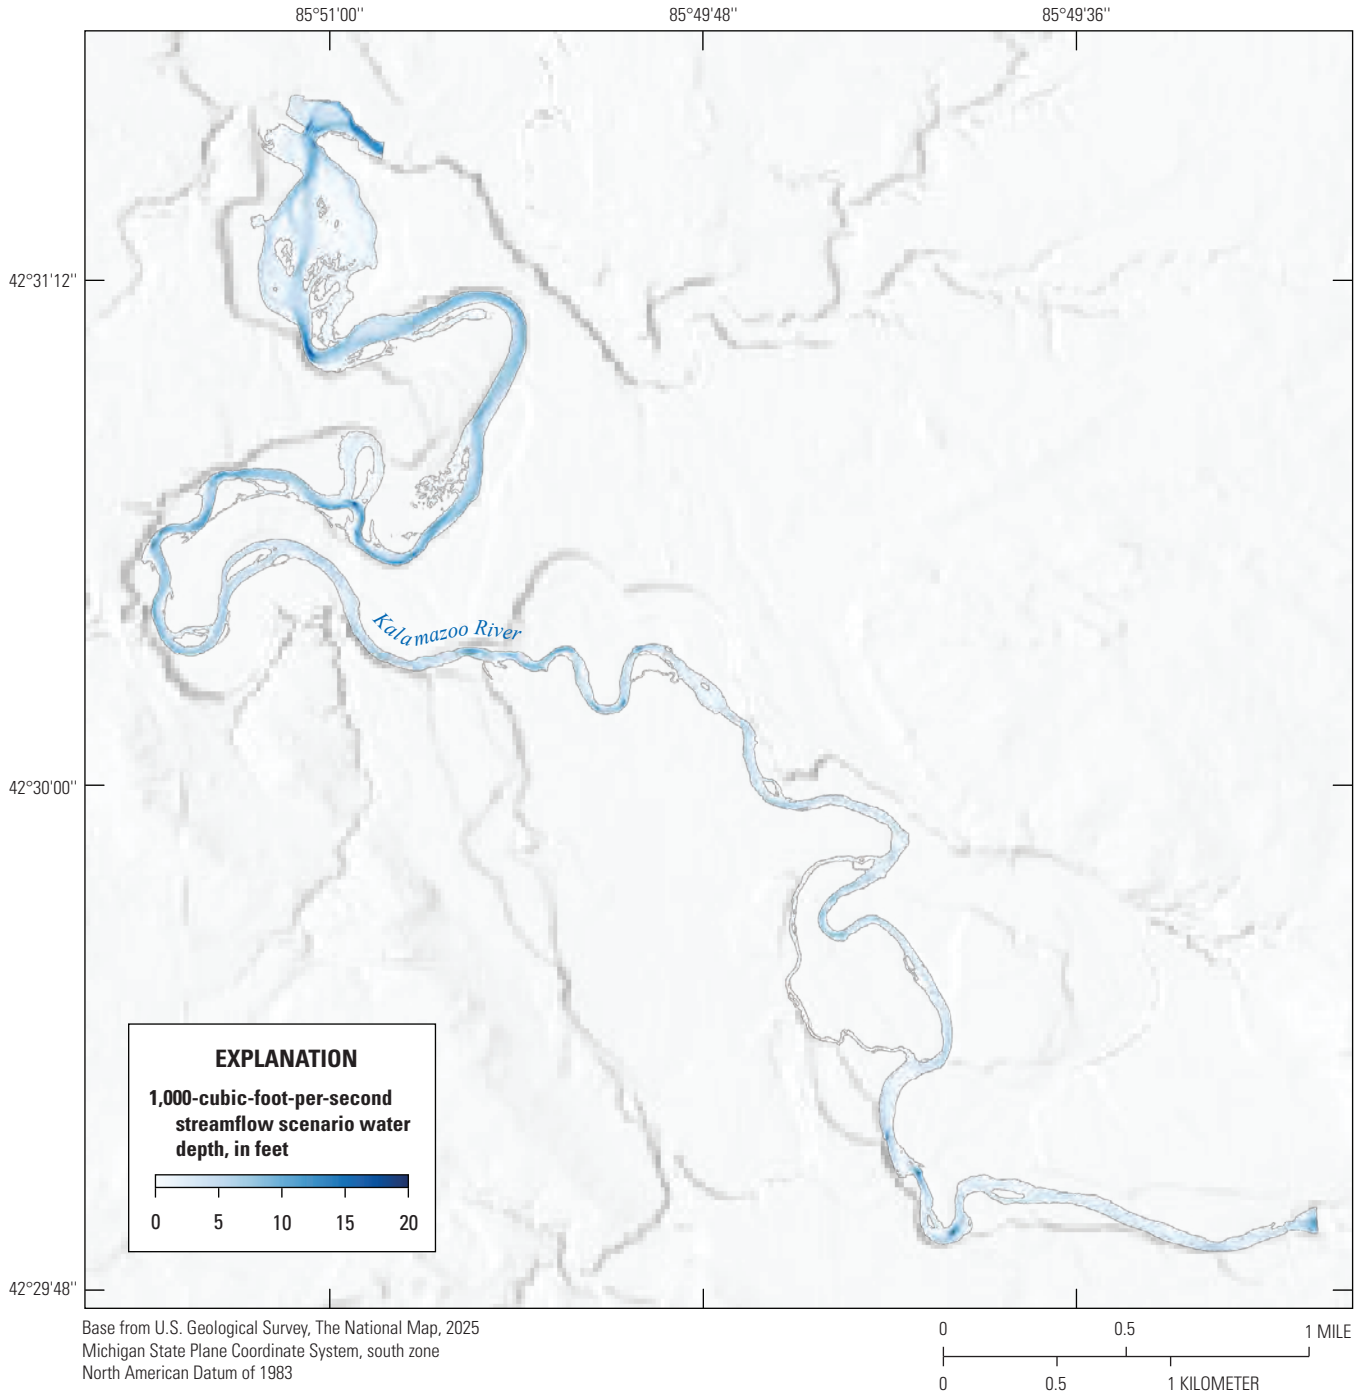 85°51'00"
85°49'48"
85°49'36"
42°31'12"
Kalamazoo River
42°30'00"
EXPLANATION
1,000-cubic-foot-per-second
streamflow scenario water
depth, in feet
0 5 10 15 20
42°29'48"
Base from U.S. Geological Survey, The National Map, 2025
Michigan State Plane Coordinate System, south zone
North American Datum of 1983
0 0.5 1 MILE
0 0.5 1 KILOMETER